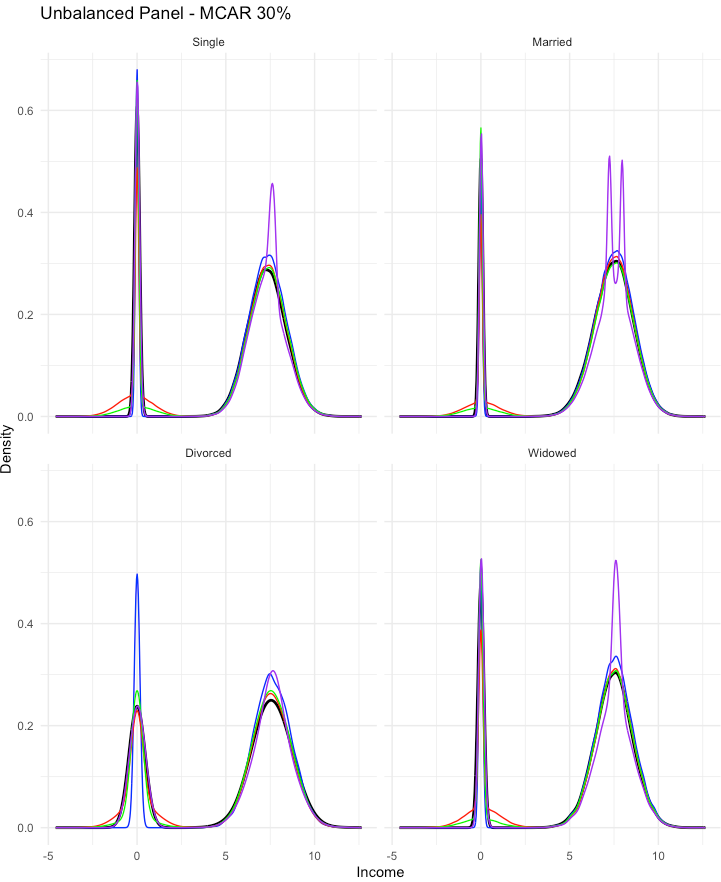 Unbalanced Panel - MCAR 30%
Single
Married
0.6
0.4
0.2
0.0
Density
Divorced
Widowed
0.6
0.4
0.2
0.0
-5 0 5 10 -5 0 5 10
Income